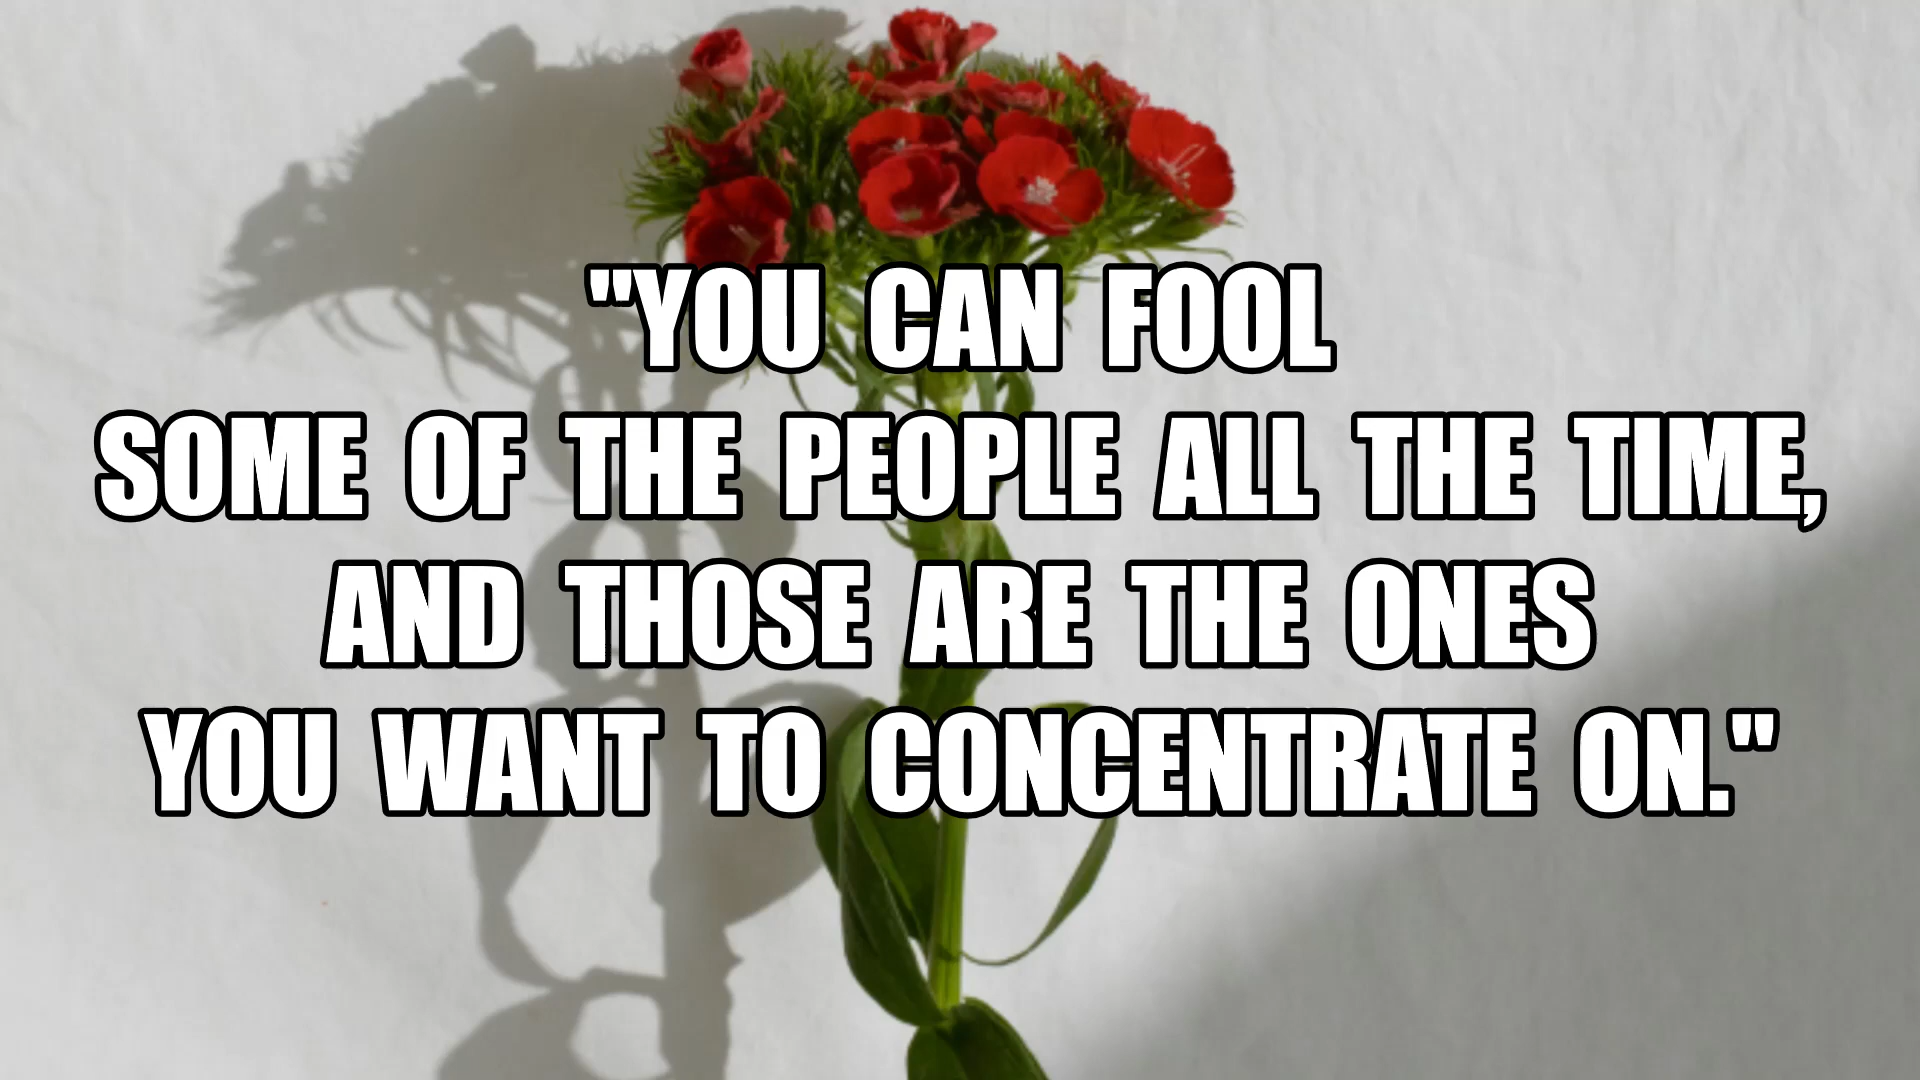 "YOU CAN FOOL
SOME OF THE PEOPLE ALL THE TIME,
AND THOSE ARE THE ONES
YOU WANT TO CONCENTRATE ON."